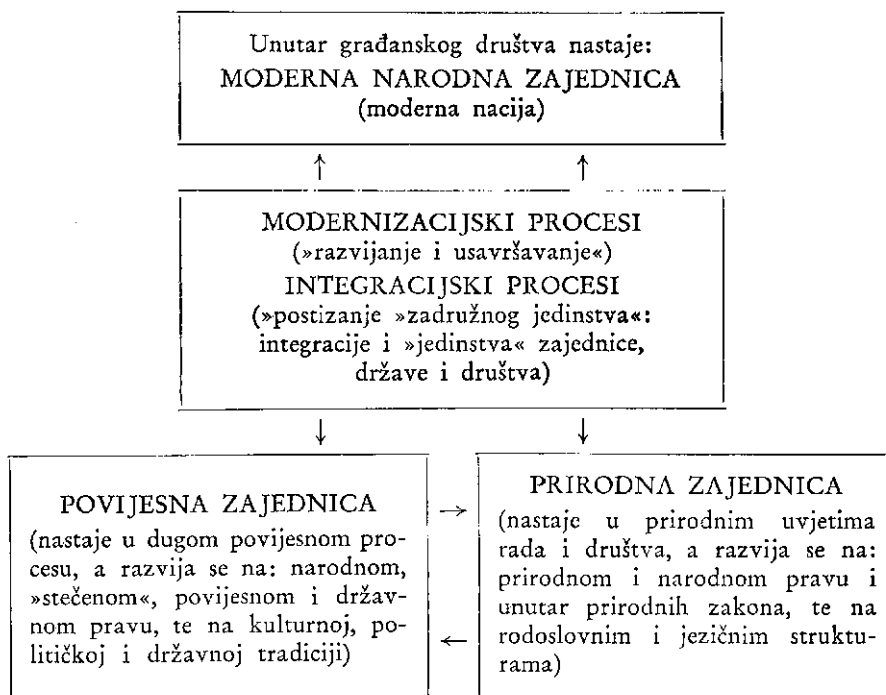 Unutar građanskog društva nastaje:
MODERNA NARODNA ZAJEDNICA
(moderna nacija)
↑ ↑
MODERNIZACIJSKI PROCESI
(»razvijanje i usavršavanje«)
INTEGRACIJSKI PROCESI
(»postizanje »zadružnog jedinstva«:
integracije i »jedinstva« zajednice,
države i društva)
↓ ↓
POVIJESNA ZAJEDNICA
(nastaje u dugom povijesnom pro-
cesu, a razvija se na: narodnom,
»stečenom«, povijesnom i držav-
nom pravu, te na kulturnoj, po-
litičkoj i državnoj tradiciji)
→
←
PRIRODNA ZAJEDNICA
(nastaje u prirodnim uvjetima
rada i društva, a razvija se na:
prirodnom i narodnom pravu i
unutar prirodnih zakona, te na
rodoslovnim i jezičnim struktu-
rama)